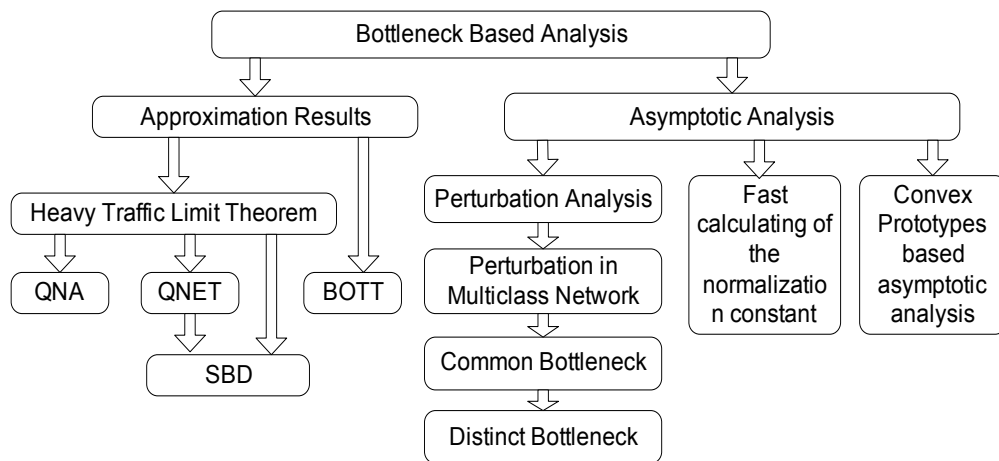 Bottleneck Based Analysis
Approximation Results
Asymptotic Analysis
Heavy Traffic Limit Theorem
QNA
QNET
BOTT
SBD
Perturbation Analysis
Perturbation in
Multiclass Network
Common Bottleneck
Distinct Bottleneck
Fast
calculating of
the
normalizatio
n constant
Convex
Prototypes
based
asymptotic
analysis